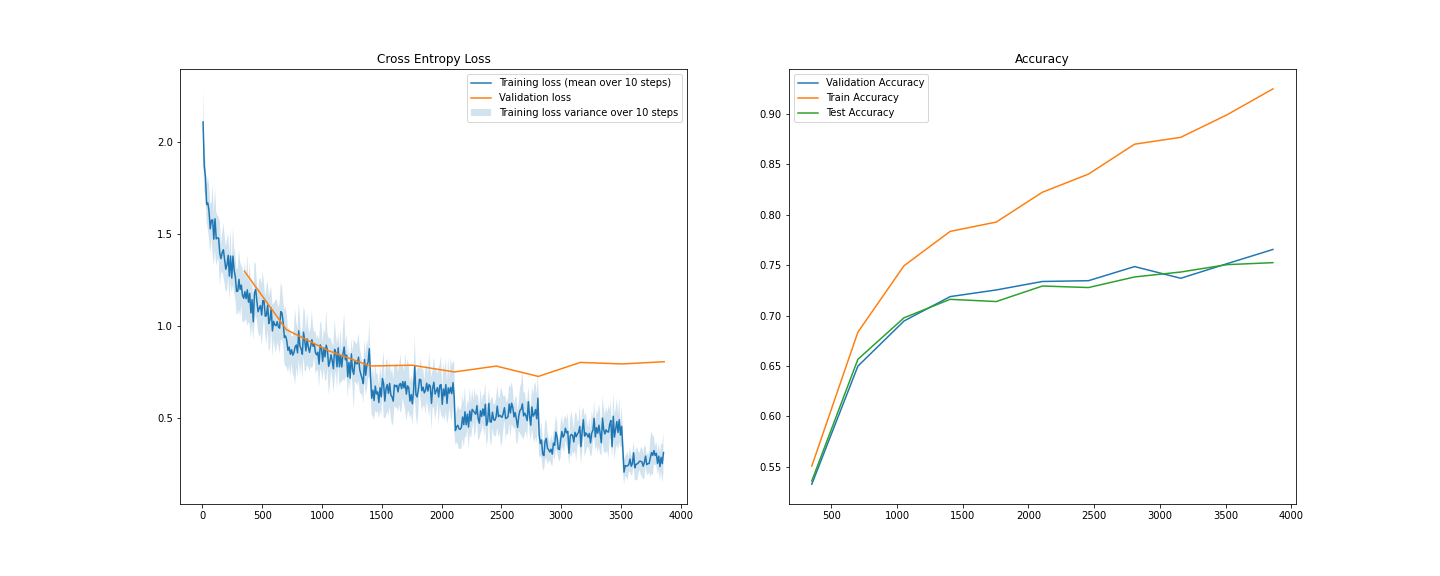 Cross Entropy Loss
Training loss (mean over 10 steps)
Validation loss
Training loss variance over 10 steps
2.0
1.5
1.0
0.5
0 500 1000 1500 2000 2500 3000 3500 4000
Accuracy
Validation Accuracy
Train Accuracy
Test Accuracy
0.90
0.85
0.80
0.75
0.70
0.65
0.60
0.55
500 1000 1500 2000 2500 3000 3500 4000